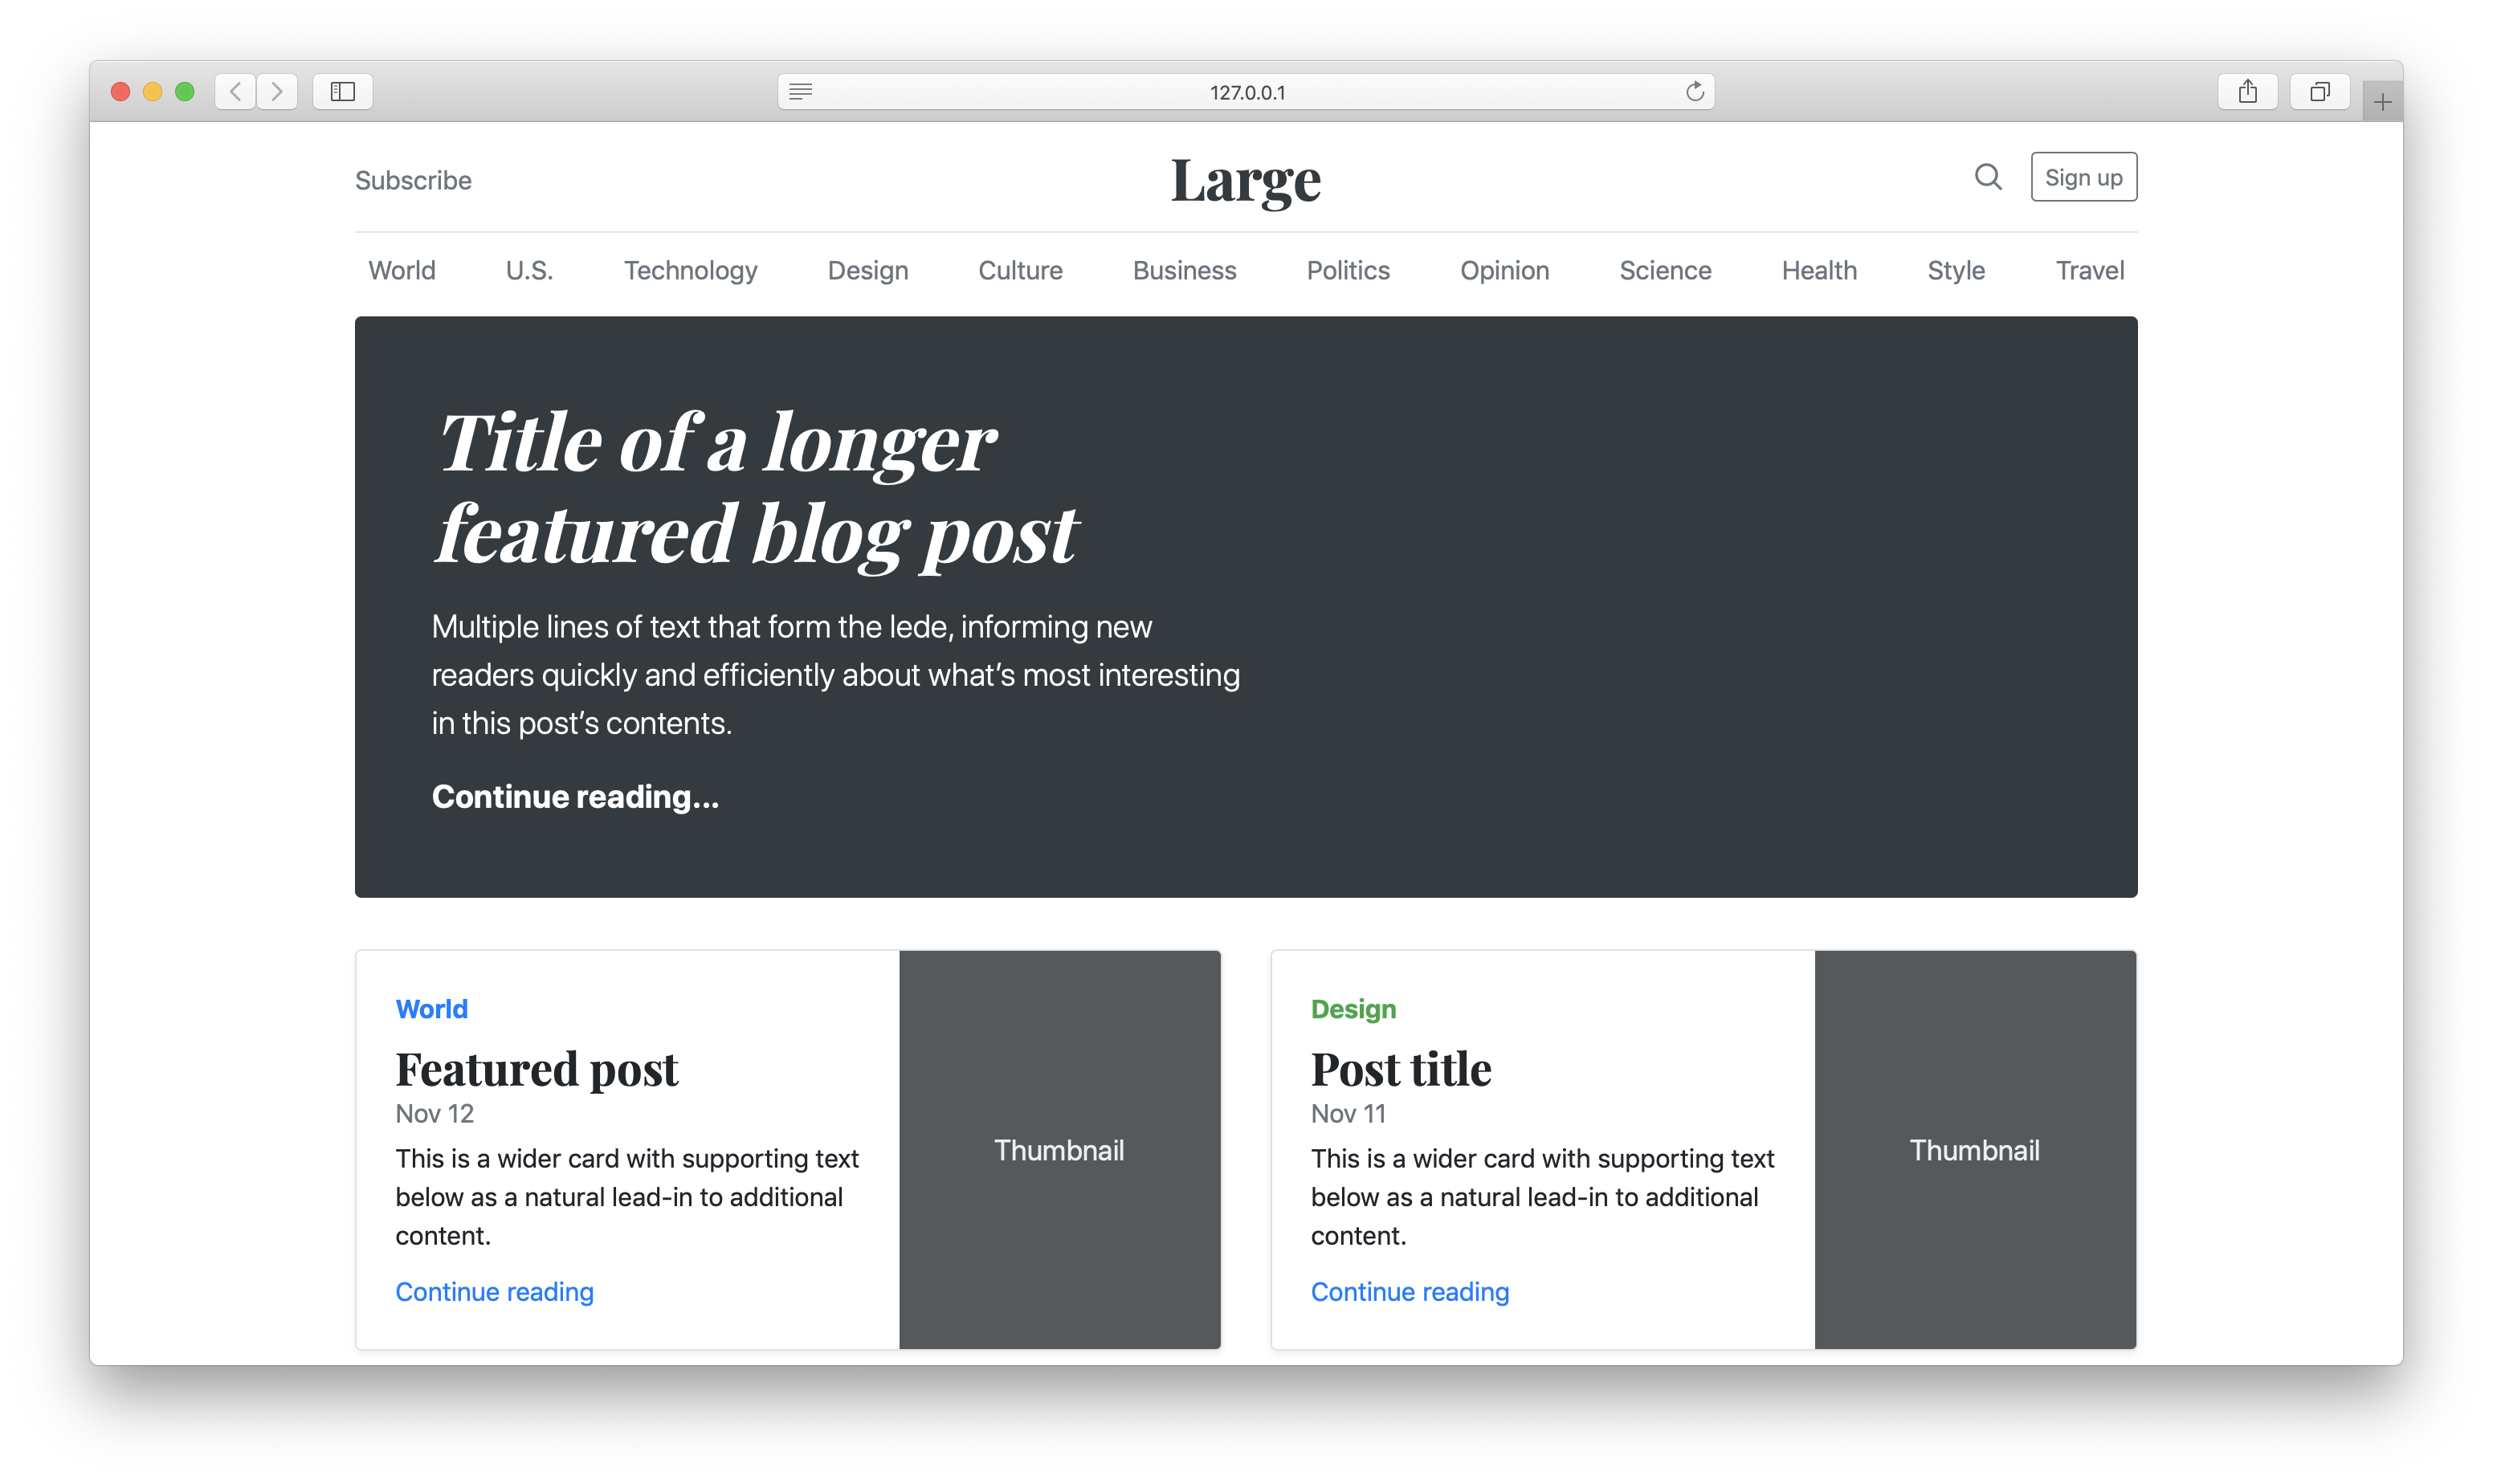 127.0.0.1
Subscribe
Large
Sign up
World U.S. Technology Design Culture Business Politics Opinion Science Health Style Travel
Title of a longer
featured blog post
Multiple lines of text that form the lede, informing new
readers quickly and efficiently about what’s most interesting
in this post’s contents.
Continue reading...
World
Featured post
Nov 12
This is a wider card with supporting text
below as a natural lead-in to additional
content.
Continue reading
Thumbnail
Design
Post title
Nov 11
This is a wider card with supporting text
below as a natural lead-in to additional
content.
Continue reading
Thumbnail